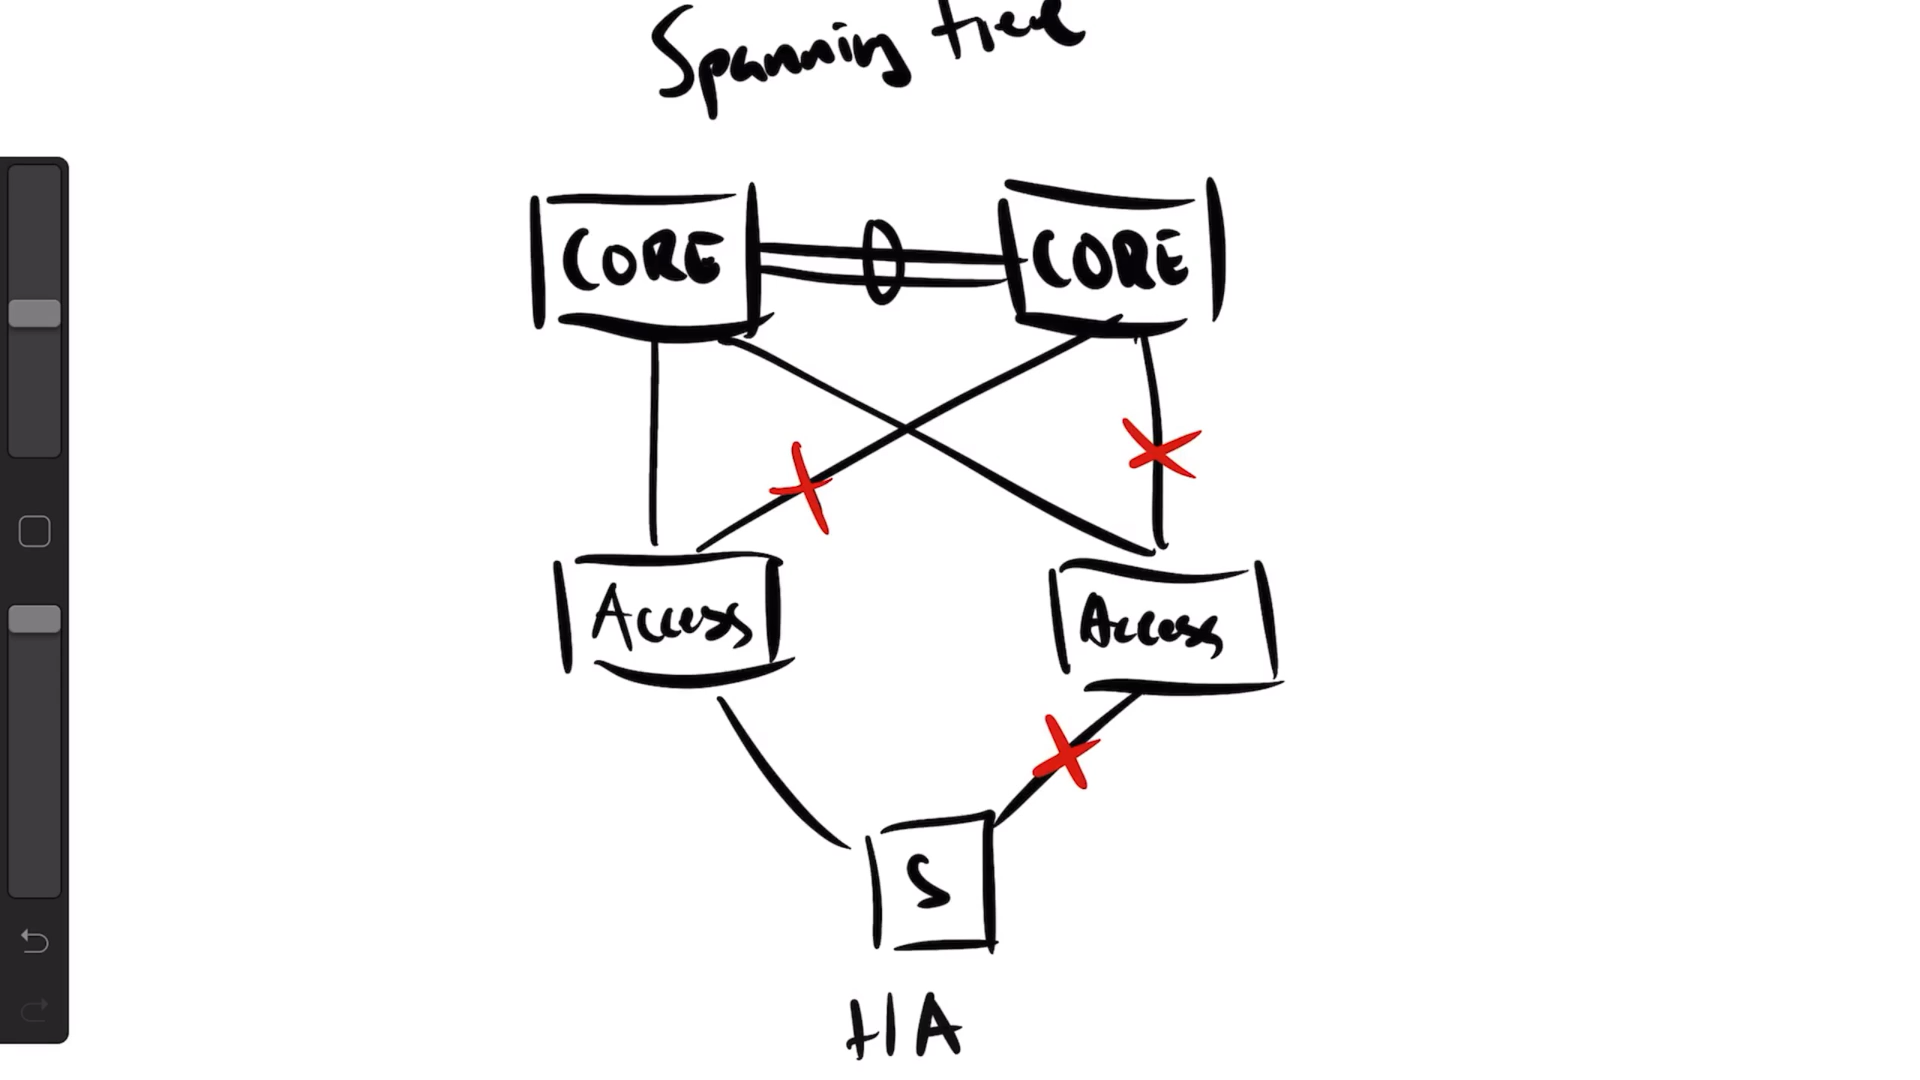 Spanning tree
CORE CORE
Access Access
S
HA